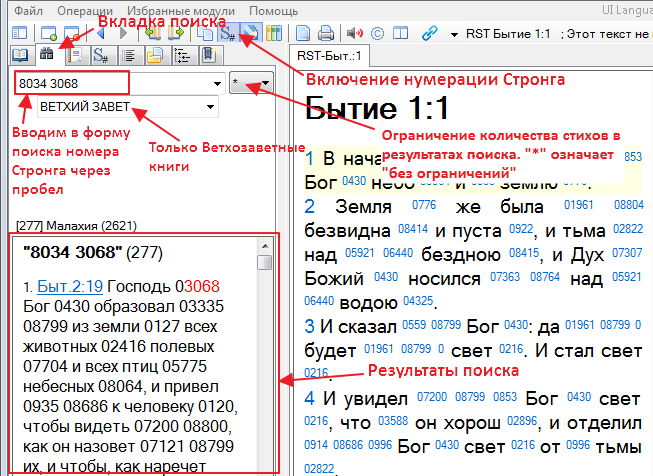 Файл Операции Избранные модули Помощь UI Langua
Вкладка поиска
S# RST Бытие 1:1 ; Этот текст не
RST-Быт.:1
S#
8034 3068
*
Включение нумерации Стронга
ВЕТХИЙ ЗАВЕТ
Вводим в форму
поиска номера
Стронга через
пробел
Только Ветхозаветные
книги
Ограничение количества стихов в
результатах поиска. "*" означает
"без ограничений"
[277] Малахия (2621)
"8034 3068" (277)
1. Быт.2:19 Господь 03068
Бог 0430 образовал 03335
08799 из земли 0127 всех
животных 02416 полевых
07704 и всех птиц 05775
небесных 08064, и привел
0935 08686 к человеку 0120,
чтобы видеть 07200 08800,
как он назовет 07121 08799
их, и чтобы, как наречет
Бытие 1:1
1 В нача 853
Бог 0430 небо и землю
2 Земля 0776 же была 01961 08804
безвидна 08414 и пуста 0922, и тьма 02822
над 05921 06440 бездною 08415, и Дух 07307
Божий 0430 носился 07363 08764 над 05921
06440 водою 04325.
3 И сказал 0559 08799 Бог 0430: да 01961 08799 0
будет 01961 08799 0 свет 0216. И стал свет
0216.
Результаты поиска
4 И увидел 07200 08799 0853 Бог 0430 свет
0216, что 03588 он хорош 02896, и отделил
0914 08686 0996 Бог 0430 свет 0216 от 0996 тьмы
02822.